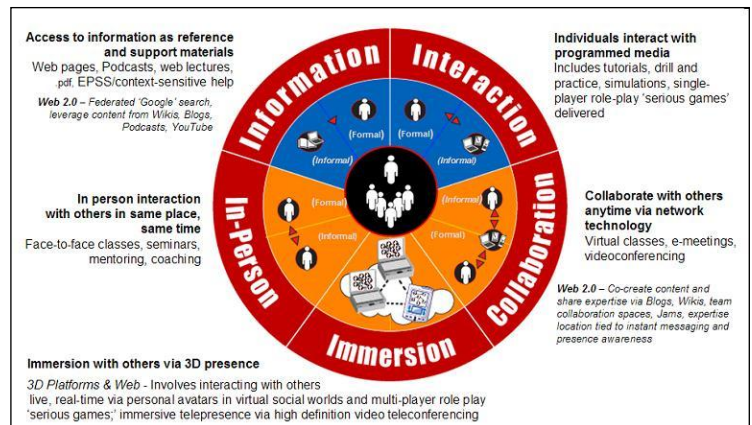 Access to information as reference
and support materials
Web pages, Podcasts, web lectures,
.pdf, EPSS/context-sensitive help
Web 2.0 – Federated 'Google' search,
leverage content from Wikis, Blogs,
Podcasts, YouTube
In person interaction
with others in same place,
same time
Face-to-face classes, seminars,
mentoring, coaching
Information
Interaction
In-Person
Collaboration
Immersion
(Formal)
(Formal)
(Informal)
(Informal)
(Formal)
(Informal)
(Informal)
(Formal)
Individuals interact with
programmed media
Includes tutorials, drill and
practice, simulations, single-
player role-play 'serious games'
delivered
Collaborate with others
anytime via network
technology
Virtual classes, e-meetings,
videoconferencing
Web 2.0 – Co-create content and
share expertise via Blogs, Wikis, team
collaboration spaces, Jams, expertise
location tied to instant messaging and
presence awareness
Immersion with others via 3D presence
3D Platforms & Web - Involves interacting with others
live, real-time via personal avatars in virtual social worlds and multi-player role play
'serious games;' immersive telepresence via high definition video teleconferencing